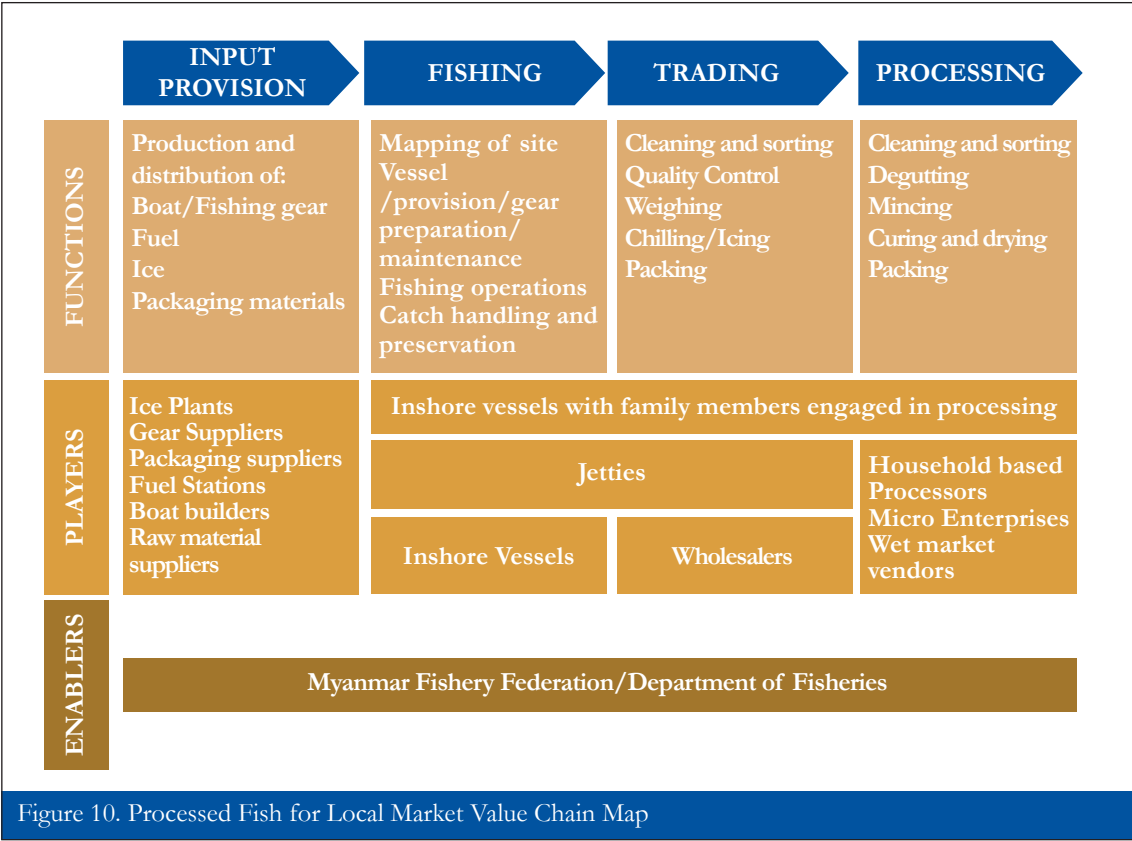 INPUT
PROVISION
FISHING
TRADING
PROCESSING
FUNCTIONS
Production and
distribution of:
Boat/Fishing gear
Fuel
Ice
Packaging materials
Mapping of site
Vessel
/provision/gear
preparation/
maintenance
Fishing operations
Catch handling and
preservation
Cleaning and sorting
Quality Control
Weighing
Chilling/Icing
Packing
Cleaning and sorting
Degutting
Mincing
Curing and drying
Packing
PLAYERS
Ice Plants
Gear Suppliers
Packaging suppliers
Fuel Stations
Boat builders
Raw material
suppliers
Inshore vessels with family members engaged in processing
Jetties
Inshore Vessels
Wholesalers
Household based
Processors
Micro Enterprises
Wet market
vendors
ENABLERS
Myanmar Fishery Federation/Department of Fisheries
Figure 10. Processed Fish for Local Market Value Chain Map